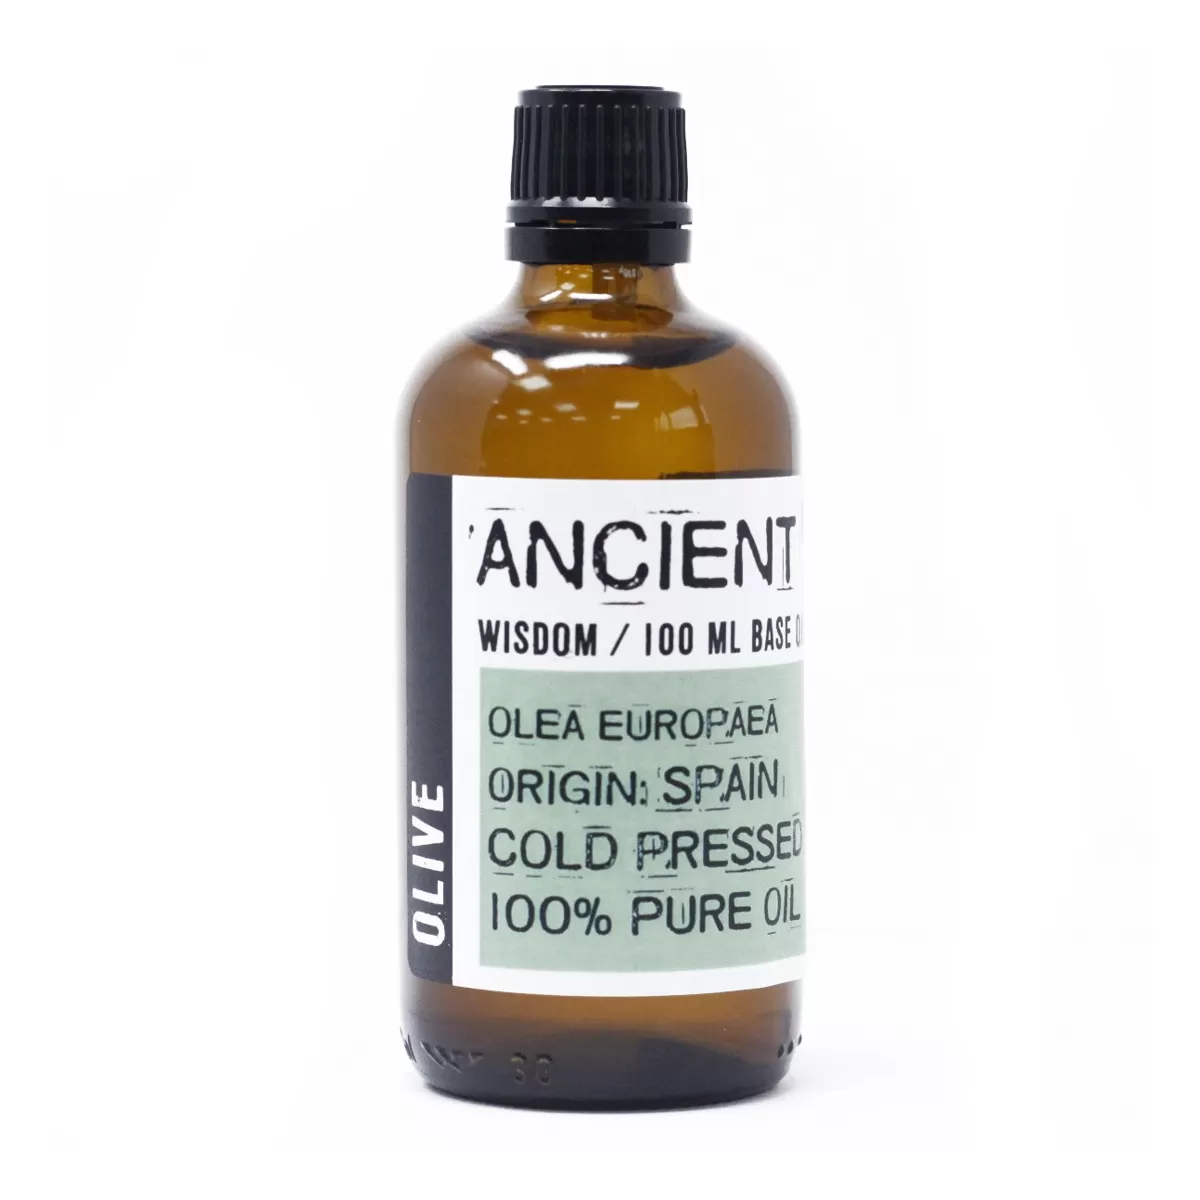 'ANCIENT
WISDOM / 100 ML BASE
OLEA EUROPAEA
ORIGIN: SPAIN
COLD PRESSED
100% PURE OIL
OLIVE